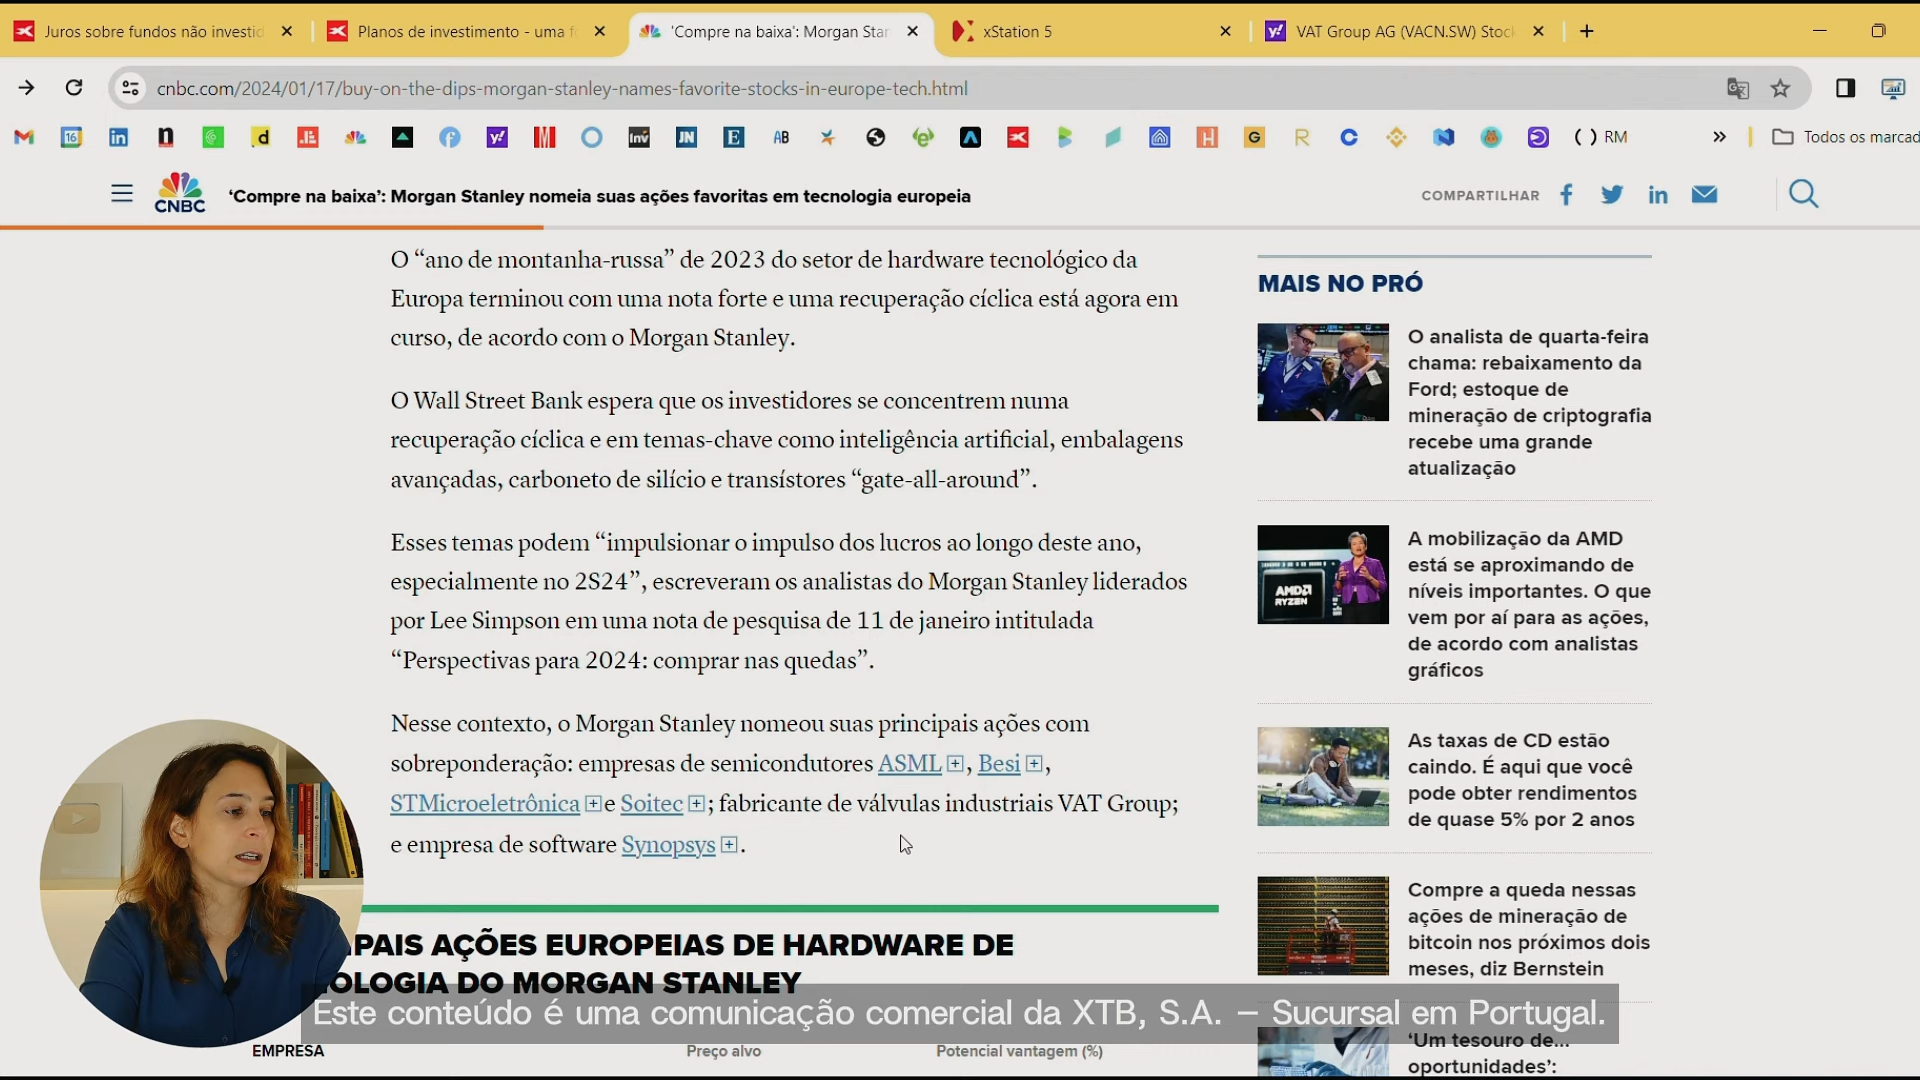 Juros sobre fundos não investid
Planos de investimento - uma f
'Compre na baixa': Morgan Star
xStation 5
VAT Group AG (VACN.SW) Stoc
cnbc.com/2024/01/17/buy-on-the-dips-morgan-stanley-names-favorite-stocks-in-europe-tech.html
16 in n .d JE y! Inv JN E AB H G R C ( ) RM » Todos os marcad
CNBC
‘Compre na baixa’: Morgan Stanley nomeia suas ações favoritas em tecnologia europeia
COMPARTILHAR
O “ano de montanha-russa” de 2023 do setor de hardware tecnológico da
Europa terminou com uma nota forte e uma recuperação cíclica está agora em
curso, de acordo com o Morgan Stanley.
O Wall Street Bank espera que os investidores se concentrem numa
recuperação cíclica e em temas-chave como inteligência artificial, embalagens
avançadas, carboneto de silício e transístores “gate-all-around”.
Esses temas podem “impulsionar o impulso dos lucros ao longo deste ano,
especialmente no 2S24”, escreveram os analistas do Morgan Stanley liderados
por Lee Simpson em uma nota de pesquisa de 11 de janeiro intitulada
“Perspectivas para 2024: comprar nas quedas”.
Nesse contexto, o Morgan Stanley nomeou suas principais ações com
sobreponderação: empresas de semicondutores ASML, Besi,
STMicroeletrônica e Soitec; fabricante de válvulas industriais VAT Group;
e empresa de software Synopsys.
PAIS AÇÕES EUROPEIAS DE HARDWARE DE
OLOGIA DO MORGAN STANLEY
EMPRESA
Preço alvo
Potencial vantagem (%)
MAIS NO PRÓ
O analista de quarta-feira
chama: rebaixamento da
Ford; estoque de
mineração de criptografia
recebe uma grande
atualização
AMD
RYZEN
A mobilização da AMD
está se aproximando de
níveis importantes. O que
vem por aí para as ações,
de acordo com analistas
gráficos
As taxas de CD estão
caindo. É aqui que você
pode obter rendimentos
de quase 5% por 2 anos
Compre a queda nessas
ações de mineração de
bitcoin nos próximos dois
meses, diz Bernstein
‘Um tesouro de...
oportunidades’:
Este conteúdo é uma comunicação comercial da XTB, S.A. – Sucursal em Portugal.